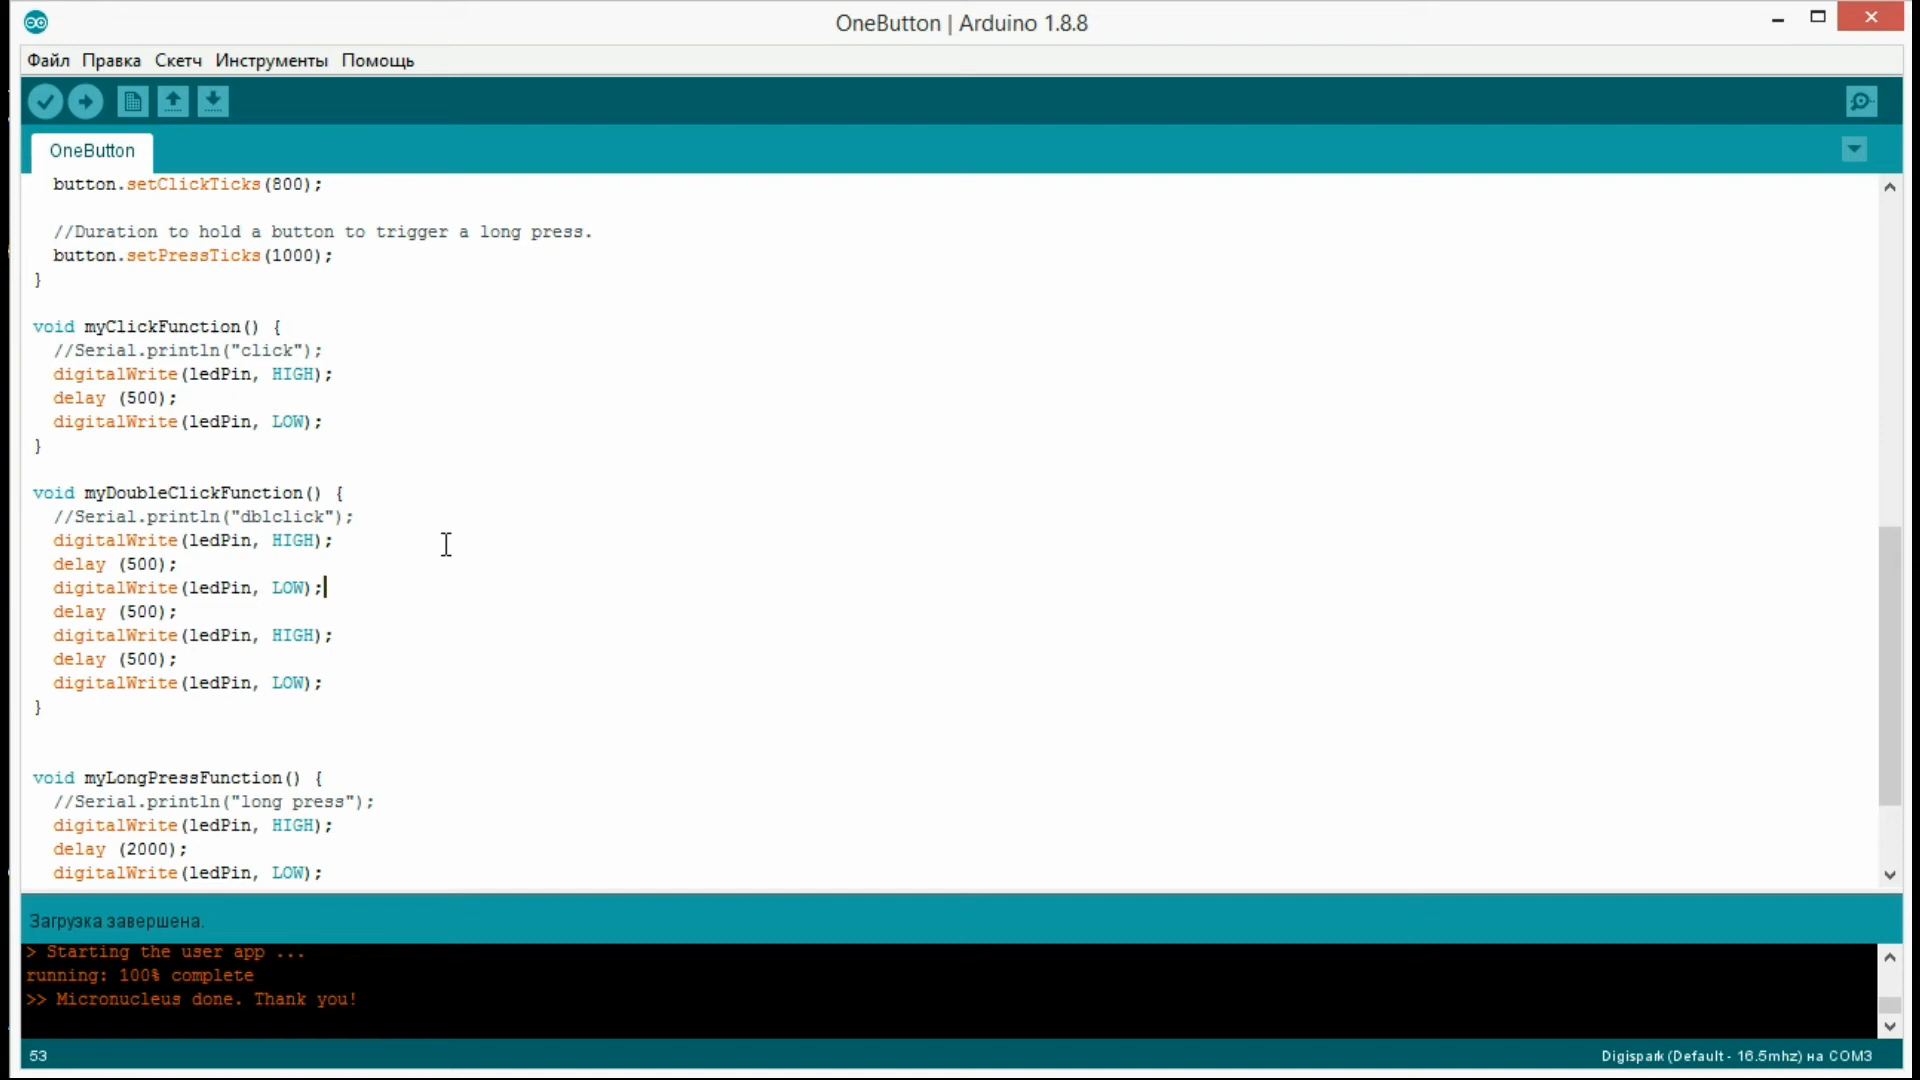 OneButton | Arduino 1.8.8
Файл Правка Скетч Инструменты Помощь
OneButton
button.setClickTicks(800);
//Duration to hold a button to trigger a long press.
button.setPressTicks(1000);
}
void myClickFunction() {
//Serial.println("click");
digitalWrite(ledPin, HIGH);
delay (500);
digitalWrite(ledPin, LOW);
}
void myDoubleClickFunction() {
//Serial.println("dblclick");
digitalWrite(ledPin, HIGH);
delay (500);
digitalWrite(ledPin, LOW);
delay (500);
digitalWrite(ledPin, HIGH);
delay (500);
digitalWrite(ledPin, LOW);
}
void myLongPressFunction() {
//Serial.println("long press");
digitalWrite(ledPin, HIGH);
delay (2000);
digitalWrite(ledPin, LOW);
Загрузка завершена.
> Starting the user app ...
running: 100% complete
>> Micronucleus done. Thank you!
53
Digispark (Default - 16.5mhz) на COM3